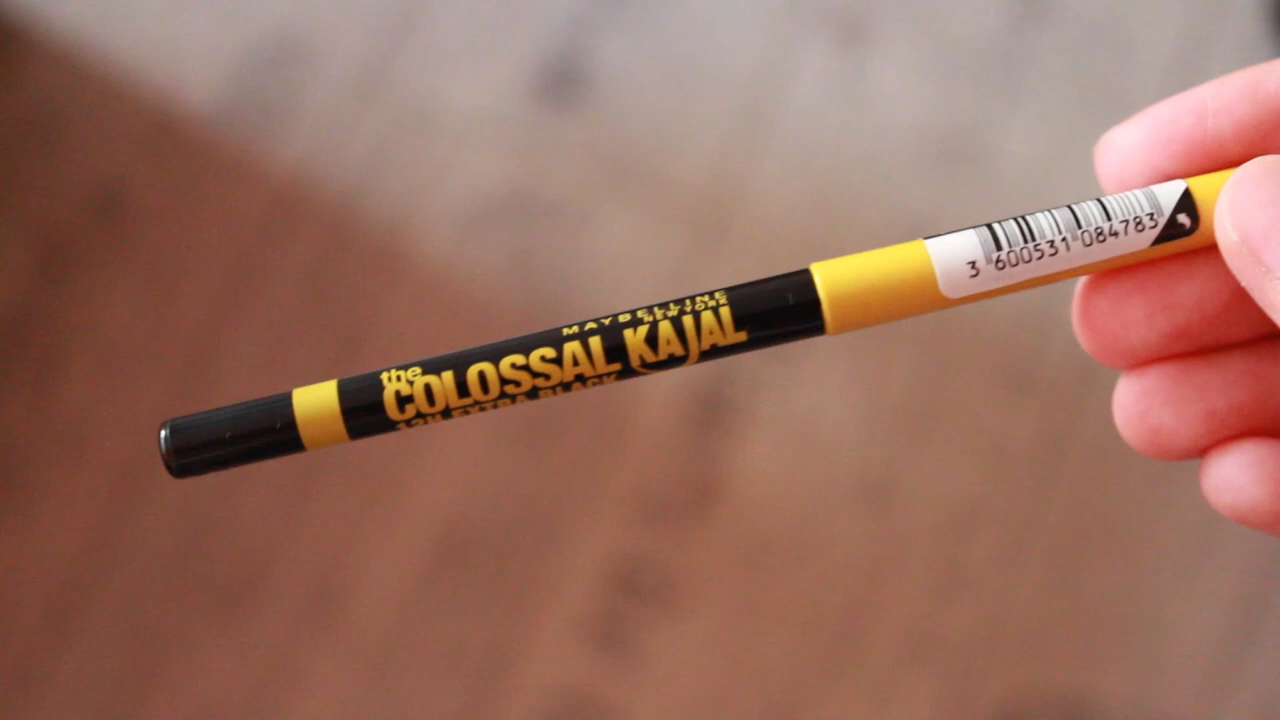 MAYBELLINE
NEW YORK
the
COLOSSAL KAJAL
12H EXTRA BLACK
3 600531 084783